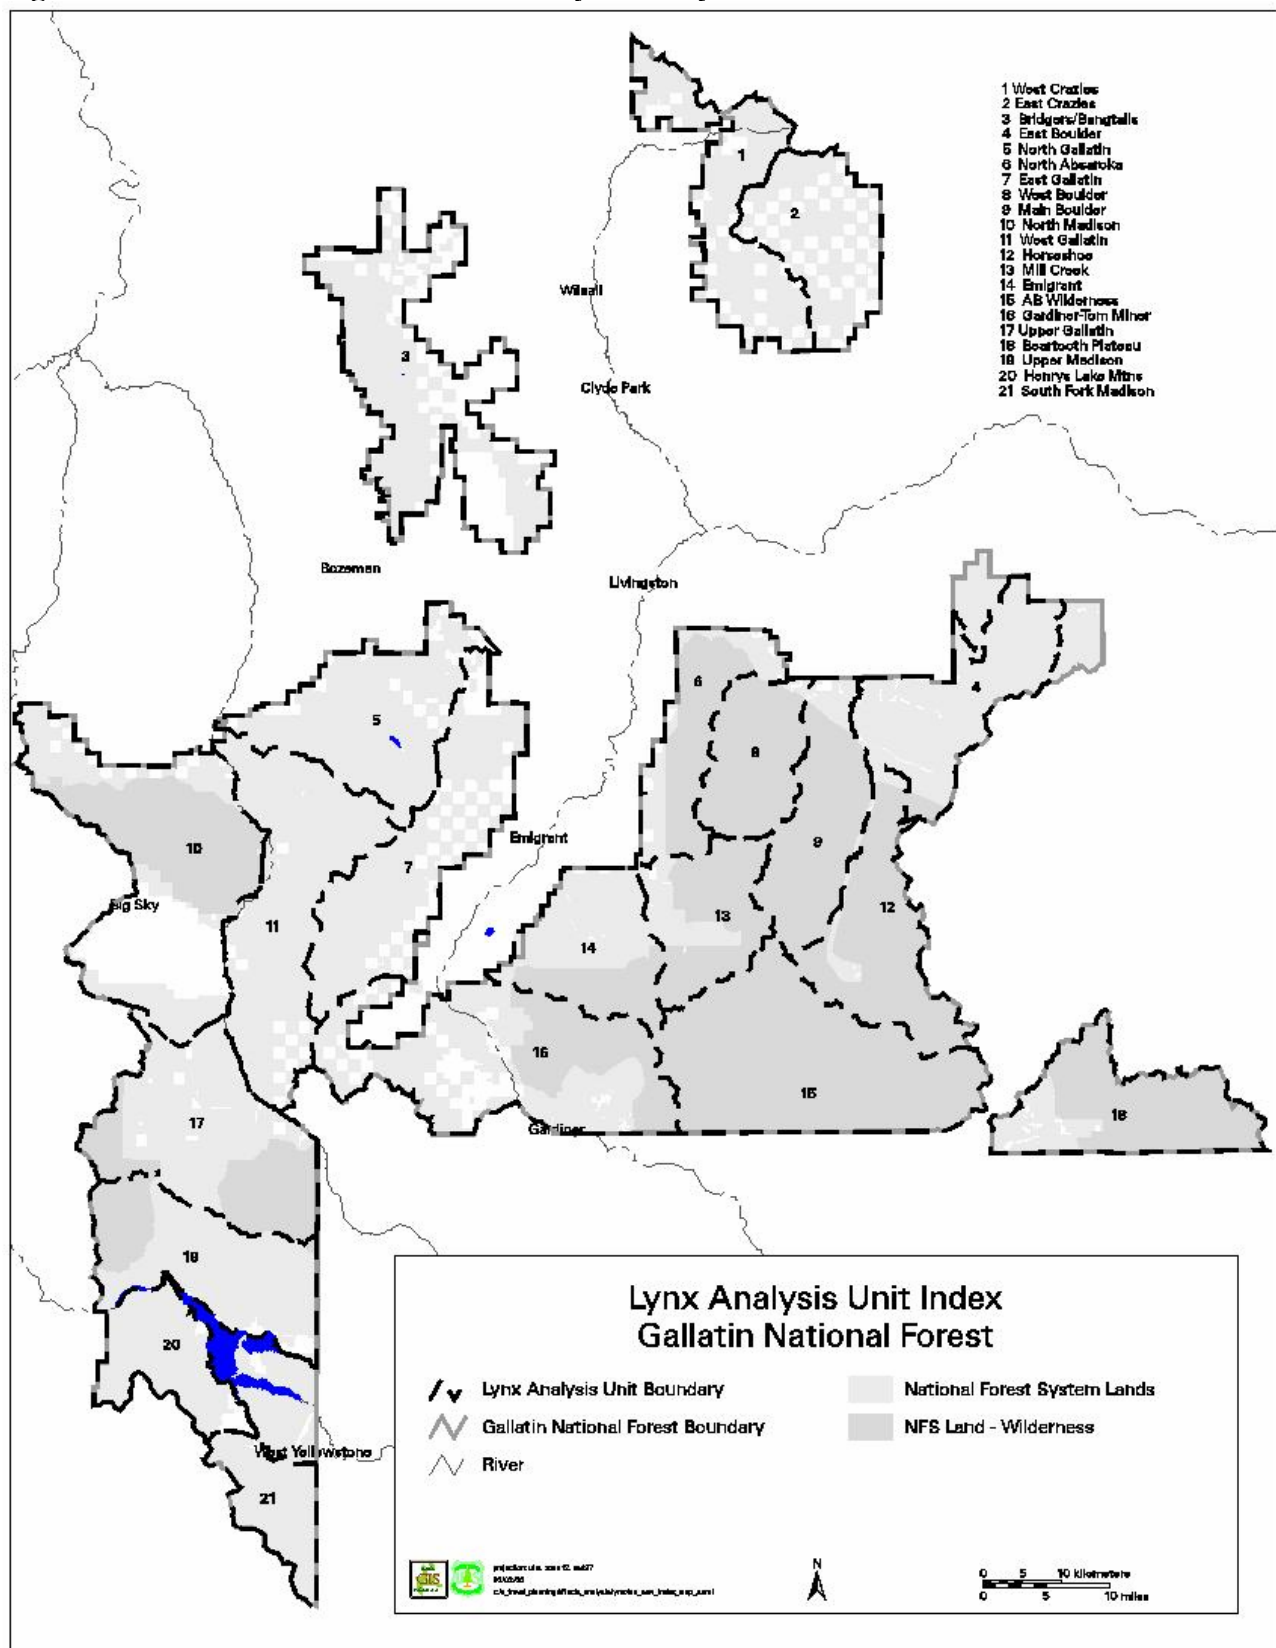 1 West Crazies
2 East Crazies
3 Bridgers/Bangtails
4 East Boulder
5 North Gallatin
6 North Absaroka
7 East Gallatin
8 West Boulder
9 Main Boulder
10 North Madison
11 West Gallatin
12 Horseshoe
13 Mill Creek
14 Emigrant
15 AB Wilderness
16 Gardiner-Tom Miner
17 Upper Gallatin
18 Beartooth Plateau
19 Upper Madison
20 Henrys Lake Mtns
21 South Fork Madison
1
2
Wilsall
3
Clyde Park
Bozeman
Livingston
6
4
5
8
Emigrant
10
9
7
Big Sky
12
13
11
14
16
15
18
17
Gardiner
19
20
West Yellowstone
21
Lynx Analysis Unit Index
Gallatin National Forest
Lynx Analysis Unit Boundary
National Forest System Lands
Gallatin National Forest Boundary
NFS Land - Wilderness
River
GIS
N
0 5 10 kilometers
0 5 10 miles